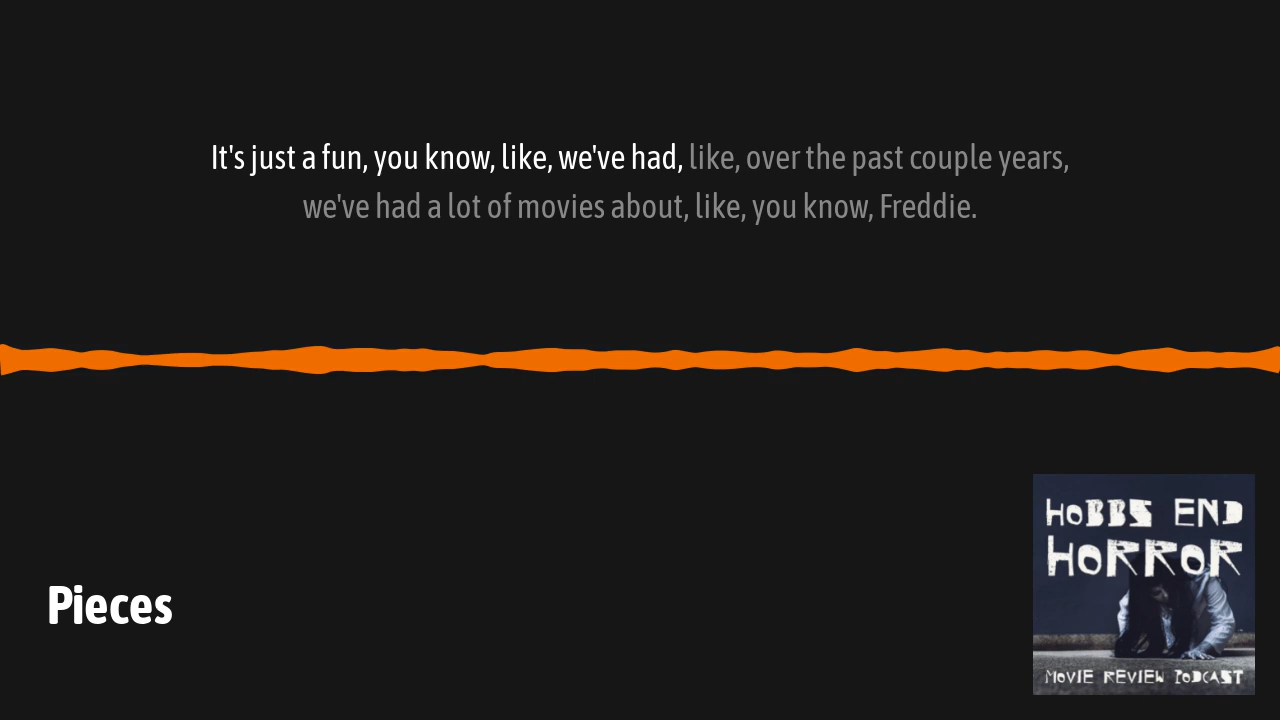 It's just a fun, you know, like, we've had, like, over the past couple years,
we've had a lot of movies about, like, you know, Freddie.
Pieces
HOBBS END
HORROR
MOVIE REVIEW PODCAST